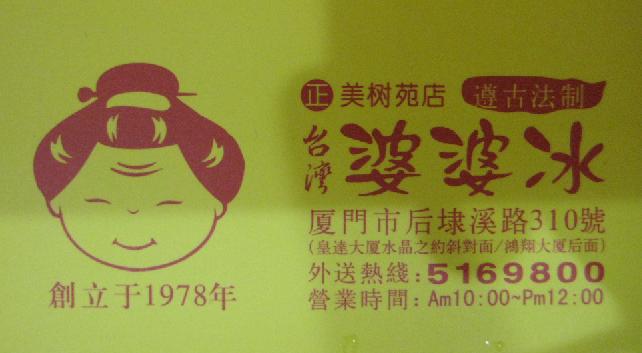 正 美树苑店 遵古法制
台灣 婆婆冰
厦門市后埭溪路310號
(皇達大厦水晶之約斜對面/鴻翔大厦后面)
外送熱綫:5169800
營業時間:Am10:00~Pm12:00
創立于1978年